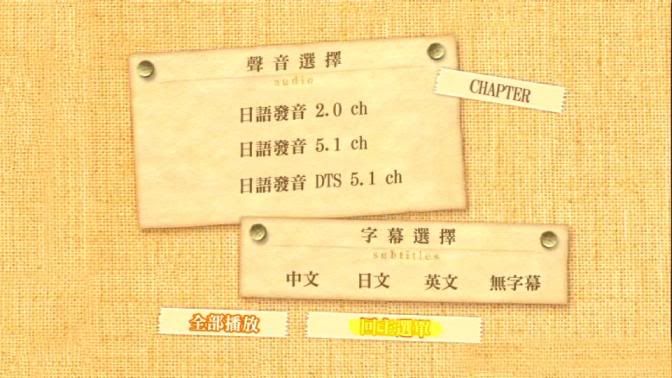 聲音選擇
audio
CHAPTER
日語發音 2.0 ch
日語發音 5.1 ch
日語發音 DTS 5.1 ch
字幕選擇
subtitles
中文 日文 英文 無字幕
全部播放 回主選單